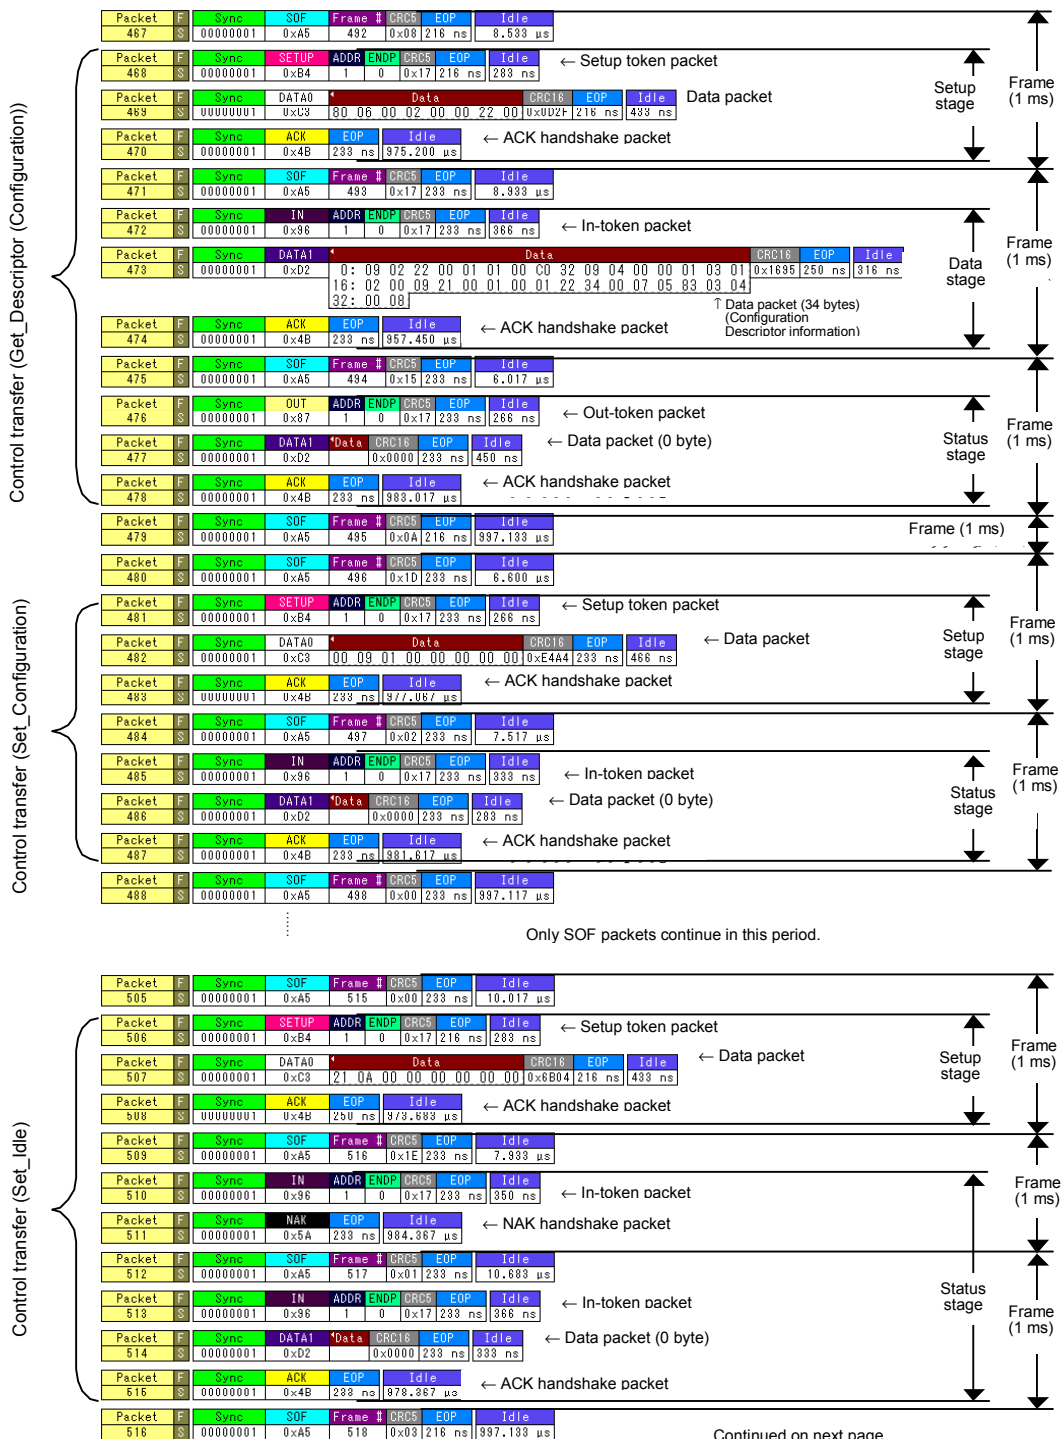 Packet F Sync SOF Frame # CRC5 EOP Idle
467 S 00000001 0xA5 492 0x08 216 ns 8.533 µs
Packet F Sync SETUP ADDR ENDP CRC5 EOP Idle ← Setup token packet
468 S 00000001 0xB4 1 0 0x17 216 ns 283 ns
Packet F Sync DATA0 Data CRC16 EOP Idle Data packet
469 S 00000001 0xC3 80 06 00 02 00 00 22 00 0x0D2F 216 ns 433 ns
Packet F Sync ACK EOP Idle ← ACK handshake packet
470 S 00000001 0x4B 233 ns 975.200 µs
Setup stage
Frame (1 ms)
Packet F Sync SOF Frame # CRC5 EOP Idle
471 S 00000001 0xA5 493 0x17 233 ns 8.933 µs
Packet F Sync IN ADDR ENDP CRC5 EOP Idle ← In-token packet
472 S 00000001 0x96 1 0 0x17 233 ns 366 ns
Packet F Sync DATA1 Data CRC16 EOP Idle
473 S 00000001 0xD2 0: 09 02 22 00 01 01 00 C0 32 09 04 00 00 01 03 01 0x1695 250 ns 316 ns
16: 02 00 09 21 00 01 00 01 22 34 00 07 05 83 03 04
32: 00 08
↑ Data packet (34 bytes)
(Configuration
Descriptor information)
Packet F Sync ACK EOP Idle ← ACK handshake packet
474 S 00000001 0x4B 233 ns 957.450 µs
Data stage
Frame (1 ms)
Packet F Sync SOF Frame # CRC5 EOP Idle
475 S 00000001 0xA5 494 0x15 233 ns 6.017 µs
Packet F Sync OUT ADDR ENDP CRC5 EOP Idle ← Out-token packet
476 S 00000001 0x87 1 0 0x17 233 ns 266 ns
Packet F Sync DATA1 Data CRC16 EOP Idle ← Data packet (0 byte)
477 S 00000001 0xD2 0x0000 233 ns 450 ns
Packet F Sync ACK EOP Idle ← ACK handshake packet
478 S 00000001 0x4B 233 ns 983.017 µs
Status stage
Frame (1 ms)
Control transfer (Get_Descriptor (Configuration))
Packet F Sync SOF Frame # CRC5 EOP Idle
479 S 00000001 0xA5 495 0x0A 216 ns 997.133 µs
Frame (1 ms)
Packet F Sync SOF Frame # CRC5 EOP Idle
480 S 00000001 0xA5 496 0x1D 233 ns 6.600 µs
Packet F Sync SETUP ADDR ENDP CRC5 EOP Idle ← Setup token packet
481 S 00000001 0xB4 1 0 0x17 233 ns 266 ns
Packet F Sync DATA0 Data CRC16 EOP Idle ← Data packet
482 S 00000001 0xC3 00 09 01 00 00 00 00 00 0xE4A4 233 ns 466 ns
Packet F Sync ACK EOP Idle ← ACK handshake packet
483 S 00000001 0x4B 233 ns 977.067 µs
Setup stage
Frame (1 ms)
Packet F Sync SOF Frame # CRC5 EOP Idle
484 S 00000001 0xA5 497 0x02 233 ns 7.517 µs
Packet F Sync IN ADDR ENDP CRC5 EOP Idle ← In-token packet
485 S 00000001 0x96 1 0 0x17 233 ns 333 ns
Packet F Sync DATA1 Data CRC16 EOP Idle ← Data packet (0 byte)
486 S 00000001 0xD2 0x0000 233 ns 283 ns
Packet F Sync ACK EOP Idle ← ACK handshake packet
487 S 00000001 0x4B 233 ns 981.617 µs
Status stage
Frame (1 ms)
Control transfer (Set_Configuration)
Packet F Sync SOF Frame # CRC5 EOP Idle
488 S 00000001 0xA5 498 0x00 233 ns 997.117 µs
Only SOF packets continue in this period.
Packet F Sync SOF Frame # CRC5 EOP Idle
505 S 00000001 0xA5 515 0x00 233 ns 10.017 µs
Packet F Sync SETUP ADDR ENDP CRC5 EOP Idle ← Setup token packet
506 S 00000001 0xB4 1 0 0x17 216 ns 283 ns
Packet F Sync DATA0 Data CRC16 EOP Idle ← Data packet
507 S 00000001 0xC3 21 0A 00 00 00 00 00 00 0x6B04 216 ns 433 ns
Packet F Sync ACK EOP Idle ← ACK handshake packet
508 S 00000001 0x4B 250 ns 973.683 µs
Setup stage
Frame (1 ms)
Packet F Sync SOF Frame # CRC5 EOP Idle
509 S 00000001 0xA5 516 0x1E 233 ns 7.933 µs
Packet F Sync IN ADDR ENDP CRC5 EOP Idle ← In-token packet
510 S 00000001 0x96 1 0 0x17 233 ns 350 ns
Packet F Sync NAK EOP Idle ← NAK handshake packet
511 S 00000001 0x5A 233 ns 984.367 µs
Frame (1 ms)
Packet F Sync SOF Frame # CRC5 EOP Idle
512 S 00000001 0xA5 517 0x01 233 ns 10.683 µs
Packet F Sync IN ADDR ENDP CRC5 EOP Idle ← In-token packet
513 S 00000001 0x96 1 0 0x17 233 ns 366 ns
Packet F Sync DATA1 Data CRC16 EOP Idle ← Data packet (0 byte)
514 S 00000001 0xD2 0x0000 233 ns 333 ns
Packet F Sync ACK EOP Idle ← ACK handshake packet
515 S 00000001 0x4B 233 ns 978.367 µs
Status stage
Frame (1 ms)
Control transfer (Set_Idle)
Packet F Sync SOF Frame # CRC5 EOP Idle
516 S 00000001 0xA5 518 0x03 216 ns 997.133 µs
Continued on next page